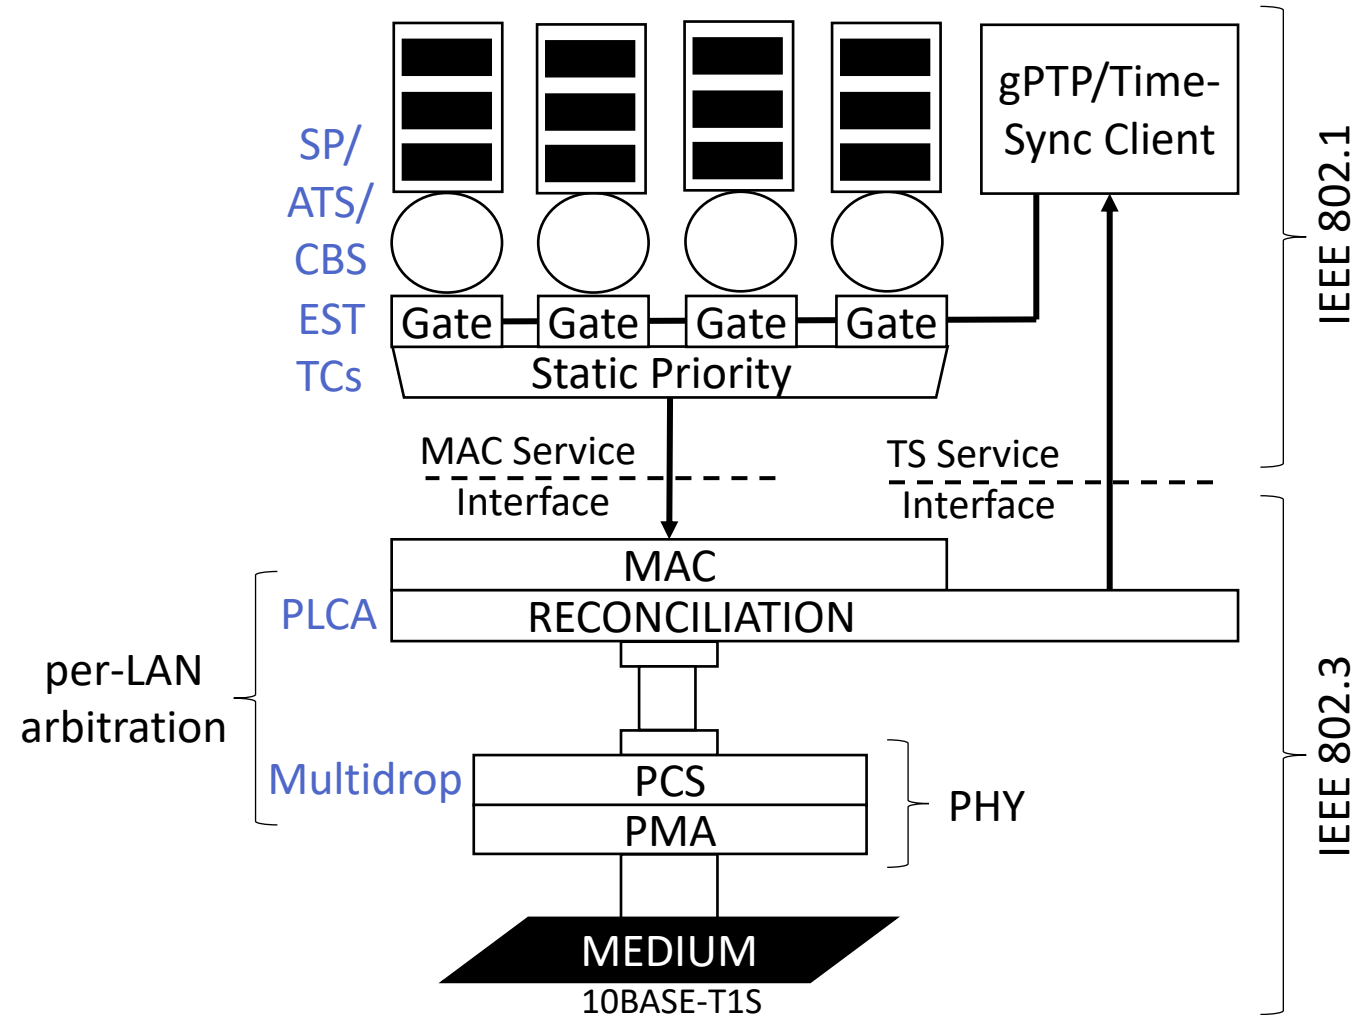 gPTP/Time-
Sync Client
SP/
ATS/
CBS
EST
Gate Gate Gate Gate
TCs
Static Priority
MAC Service
Interface
TS Service
Interface
IEEE 802.1
MAC
PLCA
RECONCILIATION
per-LAN
arbitration
Multidrop
PCS
PMA
PHY
IEEE 802.3
MEDIUM
10BASE-T1S